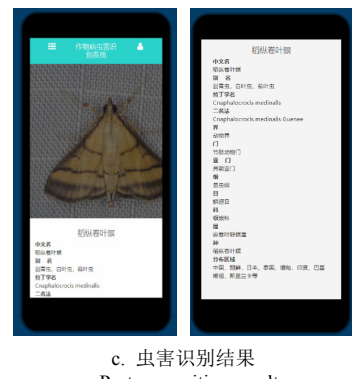 作物病虫害识
别系统
稻纵卷叶螟
中文名
稻纵卷叶螟
别 名
刮青虫、白叶虫、苞叶虫
拉丁学名
Cnaphalocrocis medinalis
二名法
稻纵卷叶螟
中文名
稻纵卷叶螟
别 名
刮青虫、白叶虫、苞叶虫
拉丁学名
Cnaphalocrocis medinalis
二名法
Cnaphalocrocis medinalis Guenee
界
动物界
门
节肢动物门
亚 门
纲
昆虫纲
目
鳞翅目
科
螟蛾科
属
纵卷叶野螟属
种
稻纵卷叶螟
分布区域
中国、朝鲜、日本、泰国、缅甸、印度、巴基
斯坦、斯里兰卡等
c. 虫害识别结果